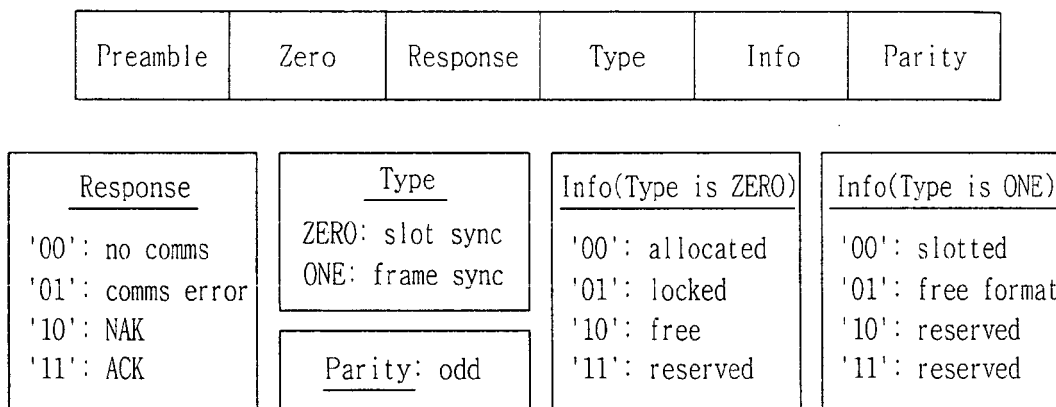 Preamble Zero Response Type Info Parity
Response
'00': no comms
'01': comms error
'10': NAK
'11': ACK
Type
ZERO: slot sync
ONE: frame sync
Parity: odd
Info(Type is ZERO)
'00': allocated
'01': locked
'10': free
'11': reserved
Info(Type is ONE)
'00': slotted
'01': free format
'10': reserved
'11': reserved